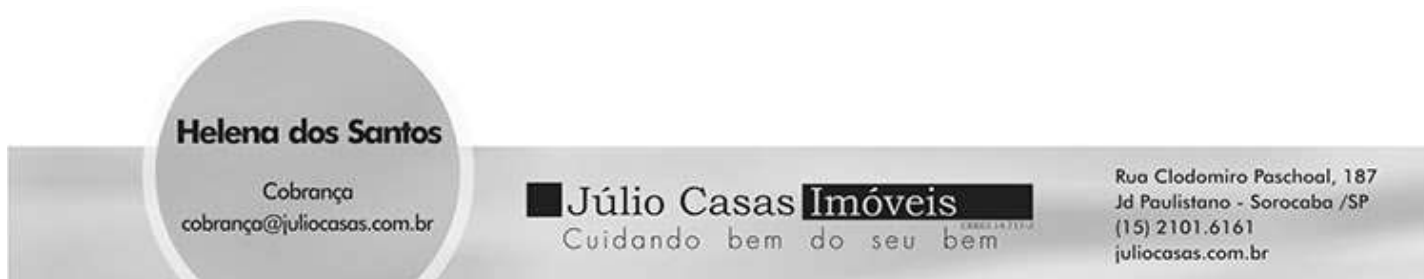 Helena dos Santos
Cobrança
cobrança@juliocasas.com.br
Júlio Casas Imóveis
Cuidando bem do seu bem
Rua Clodomiro Paschoal, 187
Jd Paulistano - Sorocaba /SP
(15) 2101.6161
juliocasas.com.br